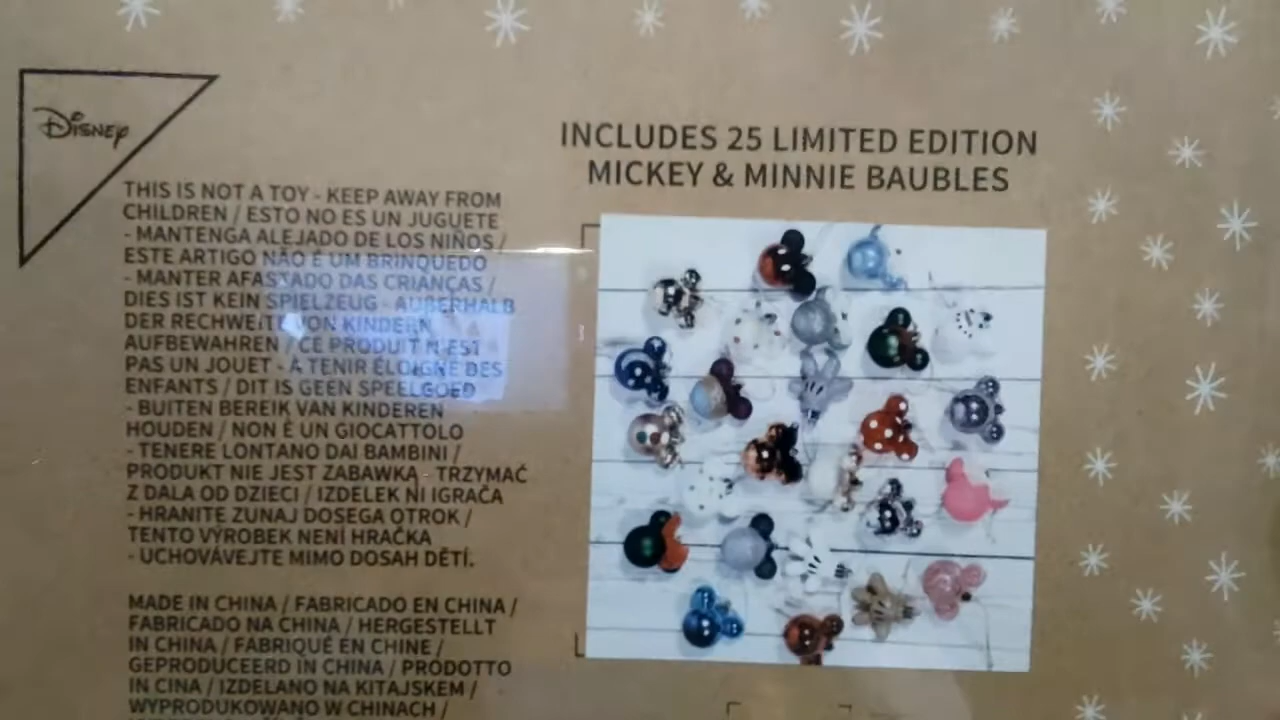 DISNEY
THIS IS NOT A TOY - KEEP AWAY FROM
CHILDREN / ESTO NO ES UN JUGUETE
- MANTENGA ALEJADO DE LOS NIÑOS /
ESTE ARTIGO NÃO É UM BRINQUEDO
- MANTER AFASTADO DAS CRIANÇAS /
DIES IST KEIN SPIELZEUG - AUßERHALB
DER RECHWEITE VON KINDERN
AUFBEWAHREN / CE PRODUIT N'EST
PAS UN JOUET - À TENIR ÉLOIGNÉ DES
ENFANTS / DIT IS GEEN SPEELGOED
- BUITEN BEREIK VAN KINDEREN
HOUDEN / NON È UN GIOCATTOLO
- TENERE LONTANO DAI BAMBINI /
PRODUKT NIE JEST ZABAWKĄ - TRZYMAĆ
Z DALA OD DZIECI / IZDELEK NI IGRAČA
- HRANITE ZUNAJ DOSEGA OTROK /
TENTO VÝROBEK NENÍ HRAČKA
- UCHOVÁVEJTE MIMO DOSAH DĚTÍ.
MADE IN CHINA / FABRICADO EN CHINA /
FABRICADO NA CHINA / HERGESTELLT
IN CHINA / FABRIQUÉ EN CHINE /
GEPRODUCEERD IN CHINA / PRODOTTO
IN CINA / IZDELANO NA KITAJSKEM /
WYPRODUKOWANO W CHINACH /
INCLUDES 25 LIMITED EDITION
MICKEY & MINNIE BAUBLES